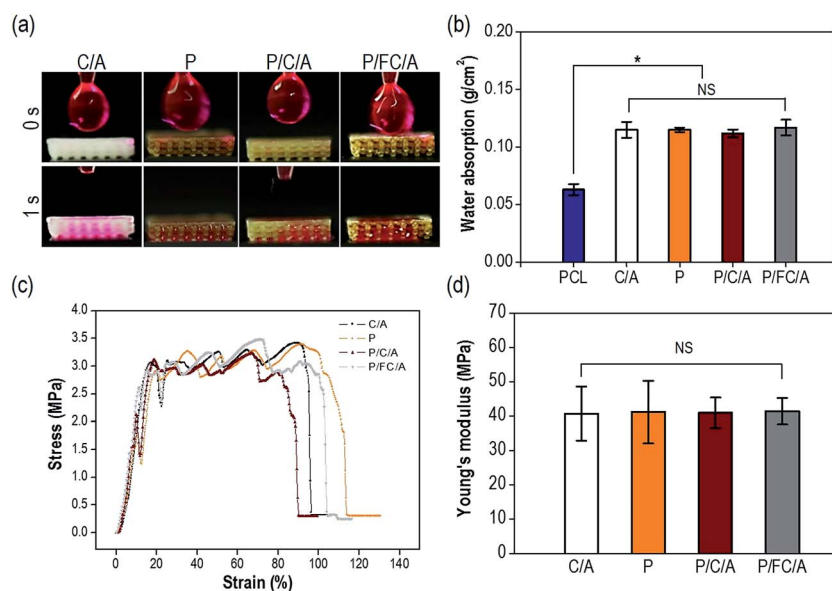 (a)
C/A P P/C/A P/FC/A
0 s
1 s
(b)
Water absorption (g/cm²)
0.20
0.15
0.10
0.05
0.00
*
NS
PCL C/A P P/C/A P/FC/A
(c)
Stress (MPa)
4.0
3.5
3.0
2.5
2.0
1.5
1.0
0.5
0.0
C/A
P
P/C/A
P/FC/A
0 20 40 60 80 100 120 140
Strain (%)
(d)
Young's modulus (MPa)
70
60
50
40
30
20
10
0
NS
C/A P P/C/A P/FC/A